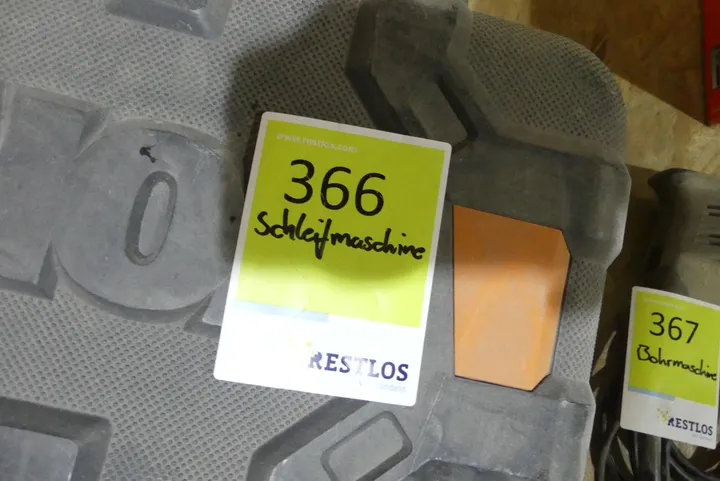 www.restlos.com
366
Schleifmaschine
RESTLOS
367
Bohrmaschine
RESTLOS